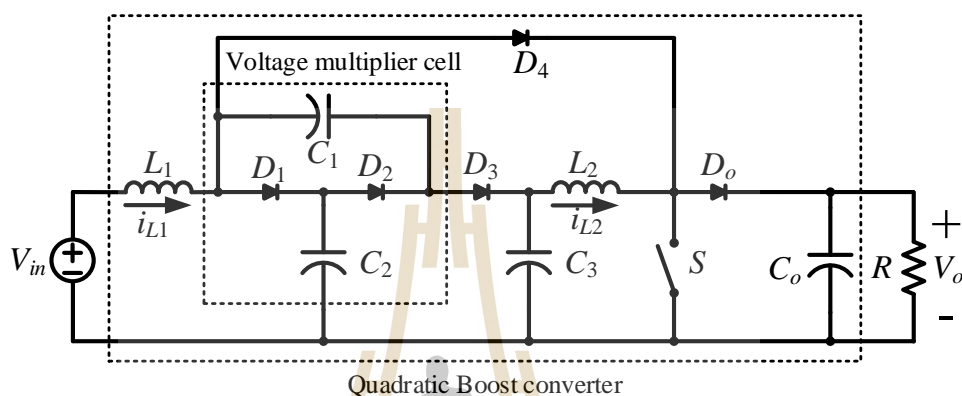 Voltage multiplier cell
D4
C1
L1
D1
D2
D3
L2
Do
iL1
iL2
Vin
C2
C3
S
Co
R
+
Vo
-
Quadratic Boost converter